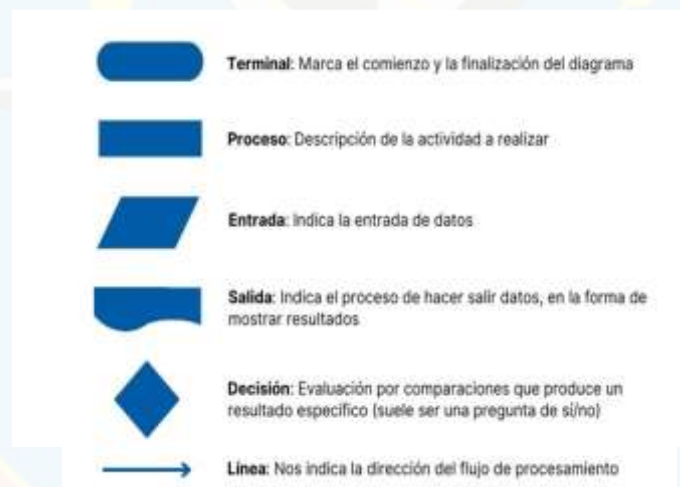 Terminal: Marca el comienzo y la finalización del diagrama
Proceso: Descripción de la actividad a realizar
Entrada: Indica la entrada de datos
Salida: Indica el proceso de hacer salir datos, en la forma de
mostrar resultados
Decisión: Evaluación por comparaciones que produce un
resultado específico (suele ser una pregunta de sí/no)
Línea: Nos indica la dirección del flujo de procesamiento